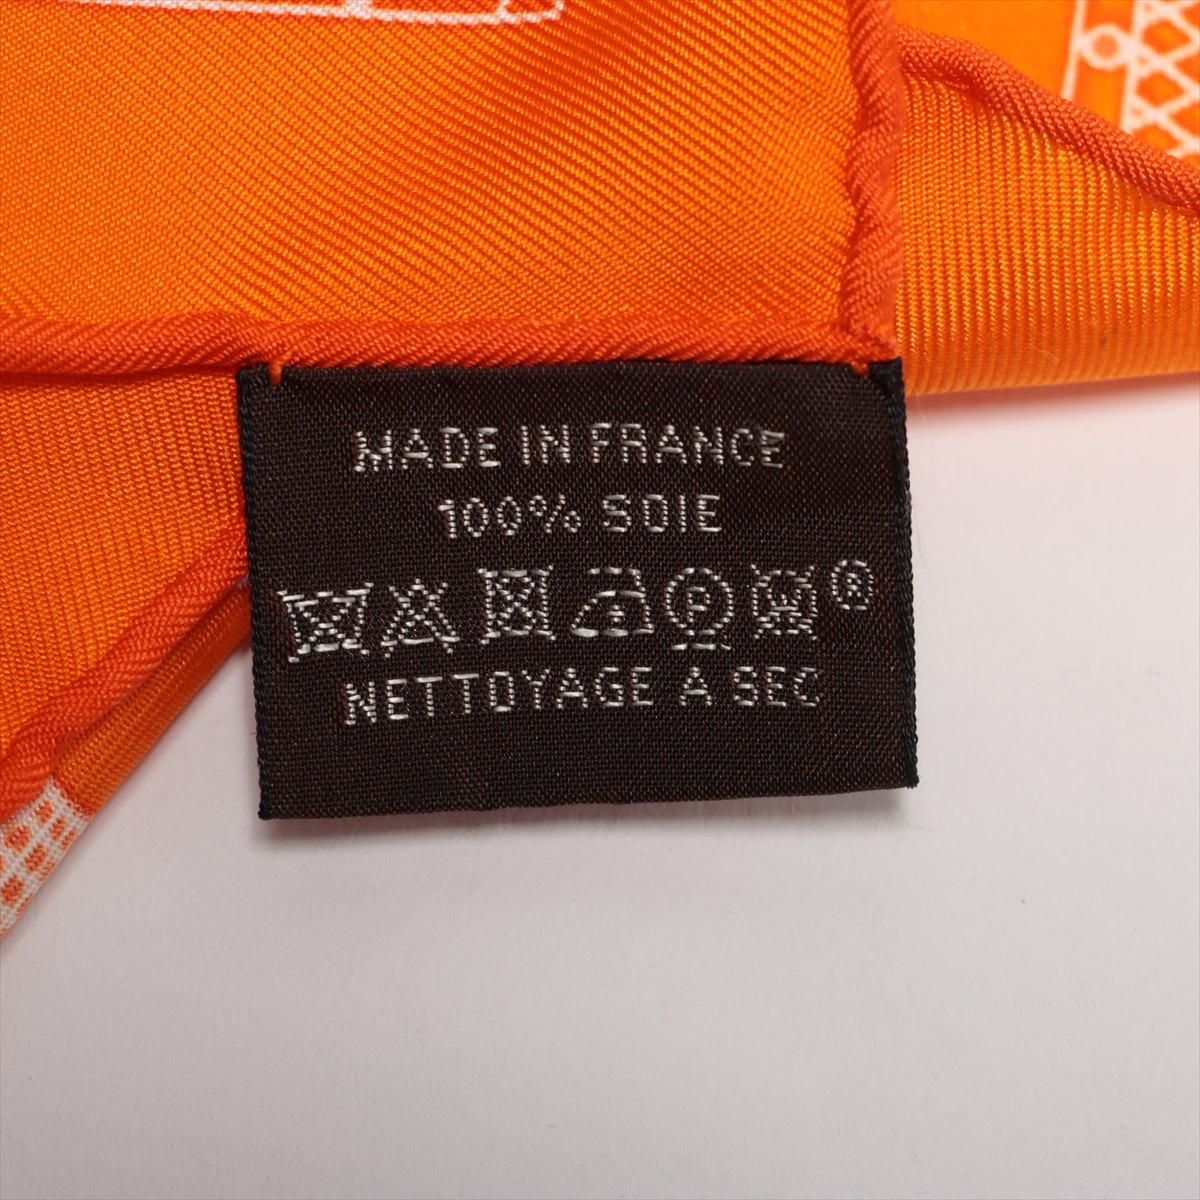 MADE IN FRANCE
100% SOIE
P W ®
NETTOYAGE A SEC